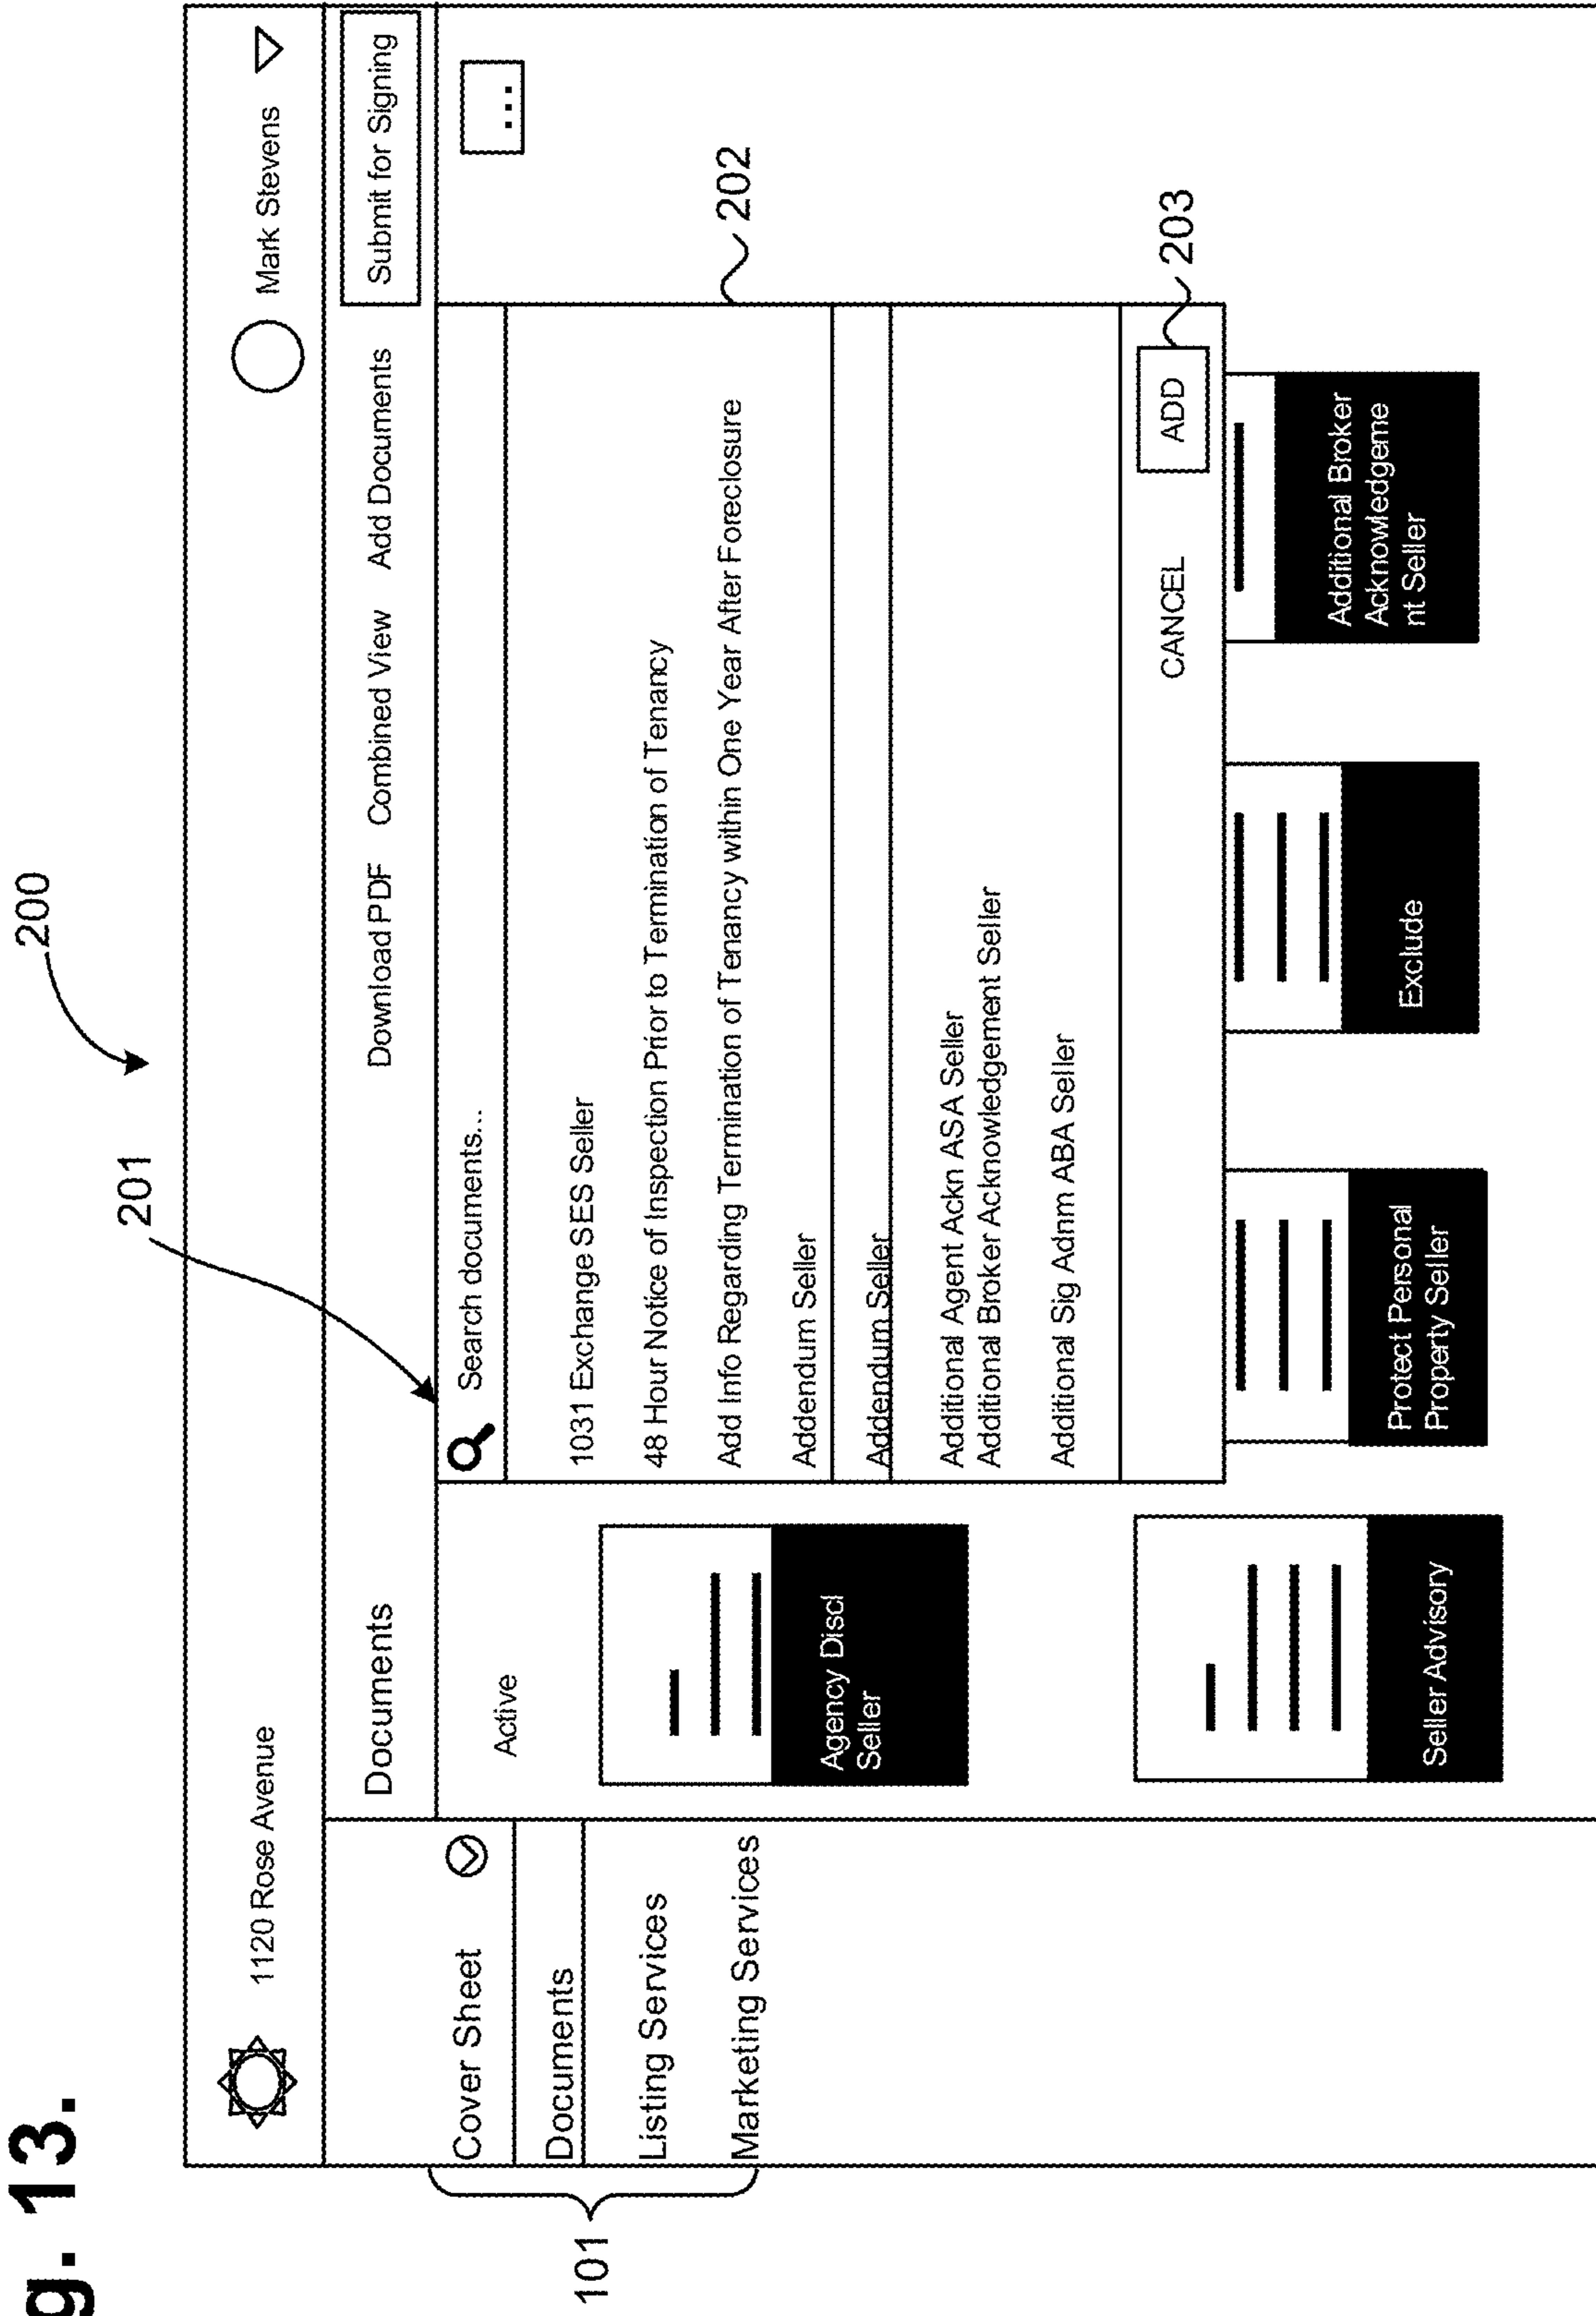 g. 13.
200
201
1120 Rose Avenue
Mark Stevens
Documents
Download PDF
Combined View
Add Documents
Submit for Signing
101
Cover Sheet
Documents
Listing Services
Marketing Services
Active
...
Search documents...
1031 Exchange SES Seller
48 Hour Notice of Inspection Prior to Termination of Tenancy
Add Info Regarding Termination of Tenancy within One Year After Foreclosure
Addendum Seller
Addendum Seller
Additional Agent Ackn ASA Seller
Additional Broker Acknowledgement Seller
Additional Sig Adnm ABA Seller
202
CANCEL
ADD
203
Agency Discl
Seller
Seller Advisory
Protect Personal
Property Seller
Exclude
Additional Broker
Acknowledgeme
nt Seller